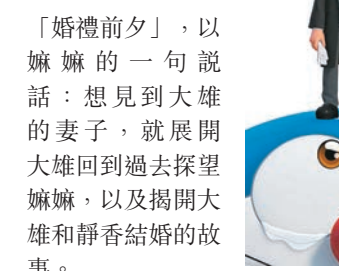 「婚禮前夕」，以
嫲嫲的一句説
話：想見到大雄
的妻子，就展開
大雄回到過去探望
嫲嫲，以及揭開大
雄和靜香結婚的故
事。